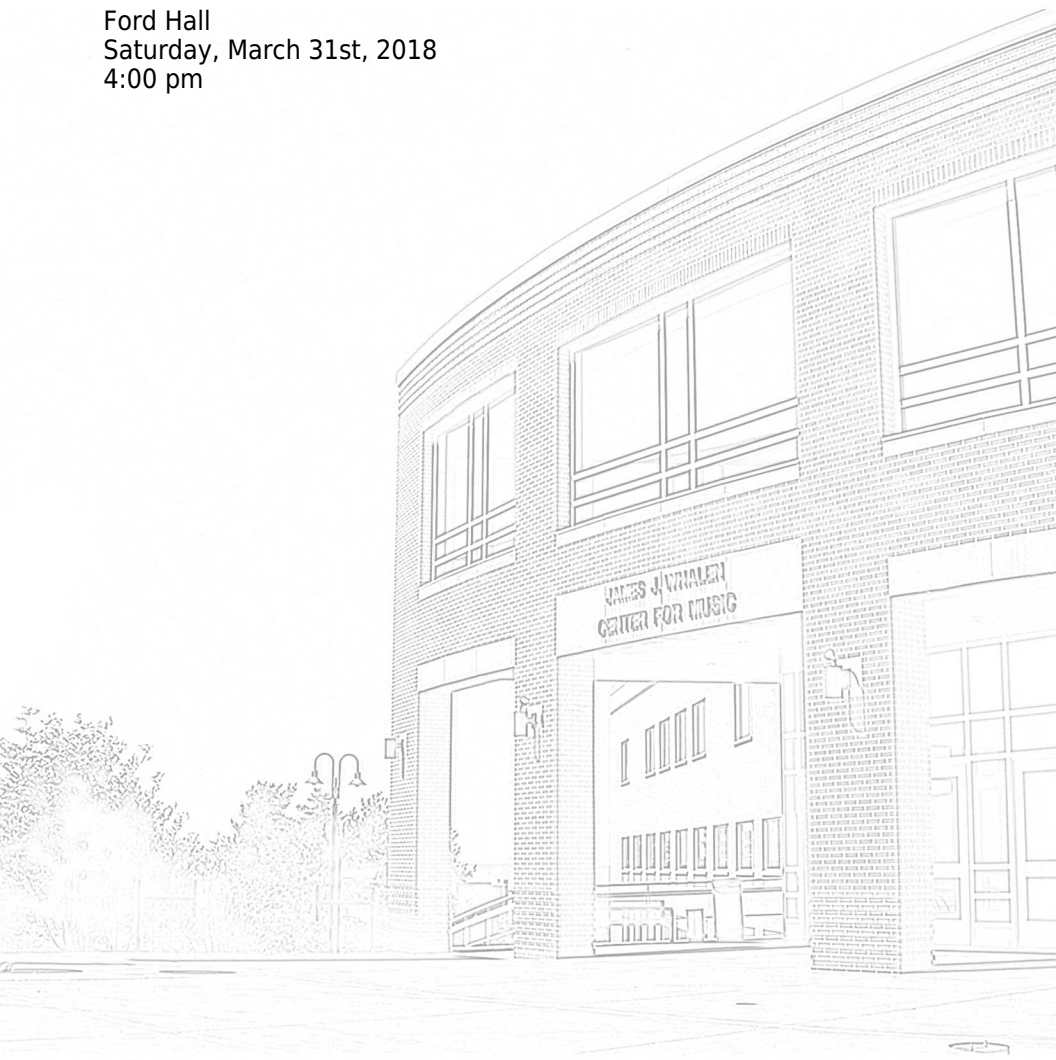 Ford Hall
Saturday, March 31st, 2018
4:00 pm
JAMES J. WHALEN
CENTER FOR MUSIC